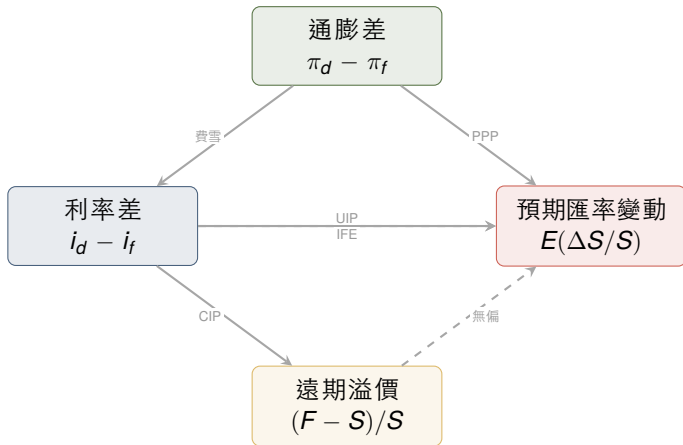 通膨差
π_d − π_f
費雪
PPP
利率差
i_d − i_f
UIP
IFE
預期匯率變動
E(ΔS/S)
CIP
無偏
遠期溢價
(F − S)/S